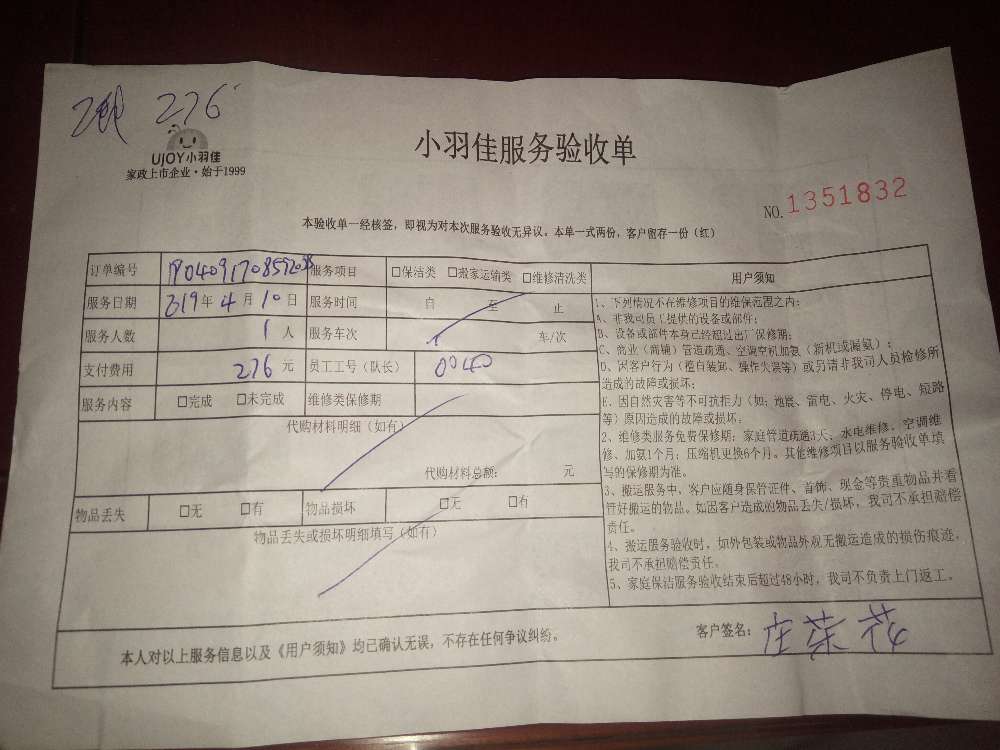 276
UJOY小羽佳
家政上市企业·始于1999
小羽佳服务验收单
NO.1351832
本验收单一经核签，即视为对本次服务验收无异议。本单一式两份，客户留存一份（红）
订单编号 服务项目 □保洁类 □搬家运输类 □维修清洗类
服务日期 年4月10日 服务时间 自 至 止
服务人数 1人 服务车次 车/次
支付费用 276元 员工工号（队长） 0040
服务内容 □完成 □未完成 维修类保修期
代购材料明细（如有）
代购材料总额： 元
物品丢失 □无 □有 物品损坏 □无 □有
物品丢失或损坏明细填写（如有）
用户须知
1、下列情况不在维修项目的维保范围之内：
A、非我司员工提供的设备或部件；
B、设备或部件本身已经超过出厂保修期；
C、商业（商铺）管道疏通、空调空机加氨（新机或漏氨）；
D、因客户行为（擅自装卸、操作失误等）或另请非我司人员检修所
造成的故障或损坏；
E、因自然灾害等不可抗拒力（如：地震、雷电、火灾、停电、短路
等）原因造成的故障或损坏。
2、维修类服务免费保修期：家庭管道疏通3天；水电维修、空调维
修、加氨1个月；压缩机更换6个月。其他维修项目以服务验收单填
写的保修期为准。
3、搬运服务中，客户应随身保管证件、首饰、现金等贵重物品并看
管好搬运的物品。如因客户造成的物品丢失/损坏，我司不承担赔偿
责任。
4、搬运服务验收时，如外包装或物品外观无搬运造成的损伤痕迹，
我司不承担赔偿责任。
5、家庭保洁服务验收结束后超过48小时，我司不负责上门返工。
本人对以上服务信息以及《用户须知》均已确认无误，不存在任何争议纠纷。
客户签名： 庄荣花